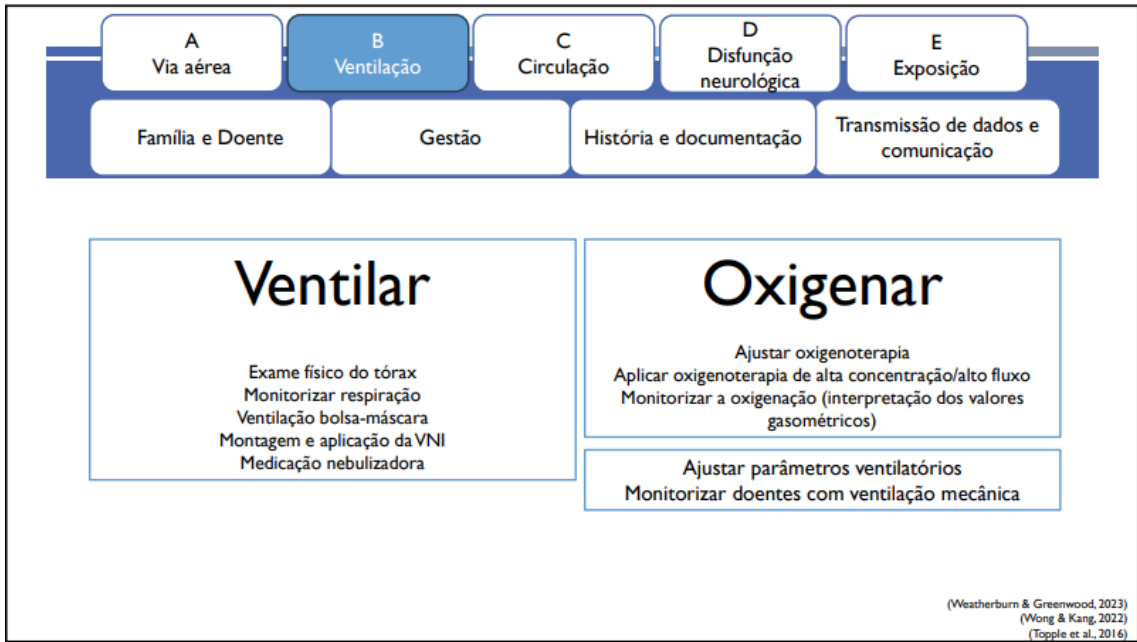 A
Via aérea
B
Ventilação
C
Circulação
D
Disfunção
neurológica
E
Exposição
Família e Doente
Gestão
História e documentação
Transmissão de dados e
comunicação
Ventilar
Exame físico do tórax
Monitorizar respiração
Ventilação bolsa-máscara
Montagem e aplicação da VNI
Medicação nebulizadora
Oxigenar
Ajustar oxigenoterapia
Aplicar oxigenoterapia de alta concentração/alto fluxo
Monitorizar a oxigenação (interpretação dos valores
gasométricos)
Ajustar parâmetros ventilatórios
Monitorizar doentes com ventilação mecânica
(Weatherburn & Greenwood, 2023)
(Wong & Kang, 2022)
(Topple et al., 2016)